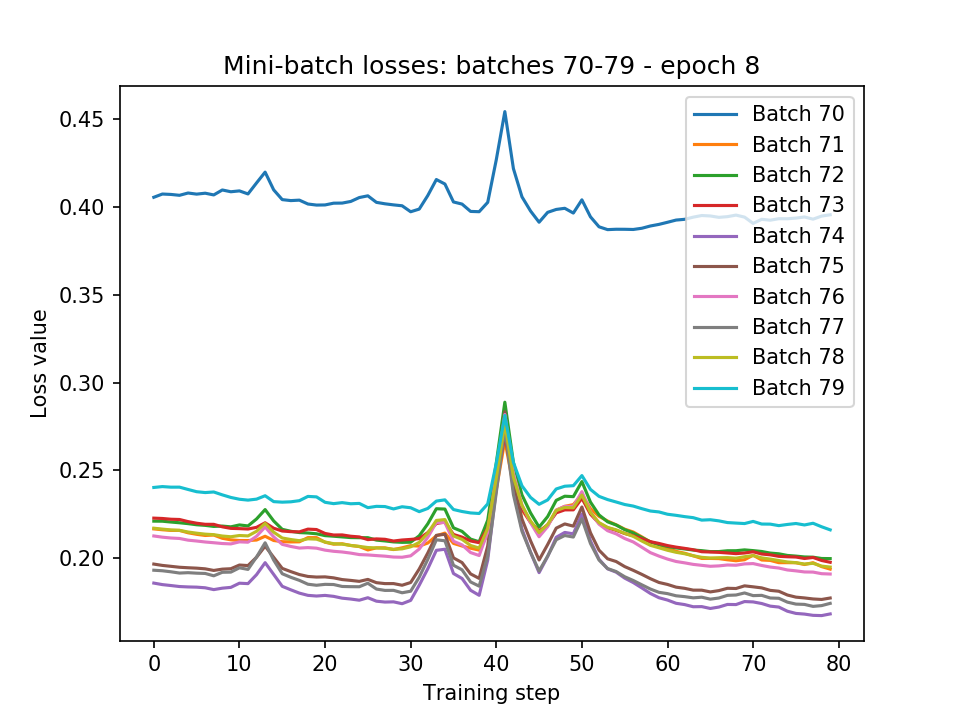 Mini-batch losses: batches 70-79 - epoch 8
Loss value
0.45
0.40
0.35
0.30
0.25
0.20
Batch 70
Batch 71
Batch 72
Batch 73
Batch 74
Batch 75
Batch 76
Batch 77
Batch 78
Batch 79
0 10 20 30 40 50 60 70 80
Training step